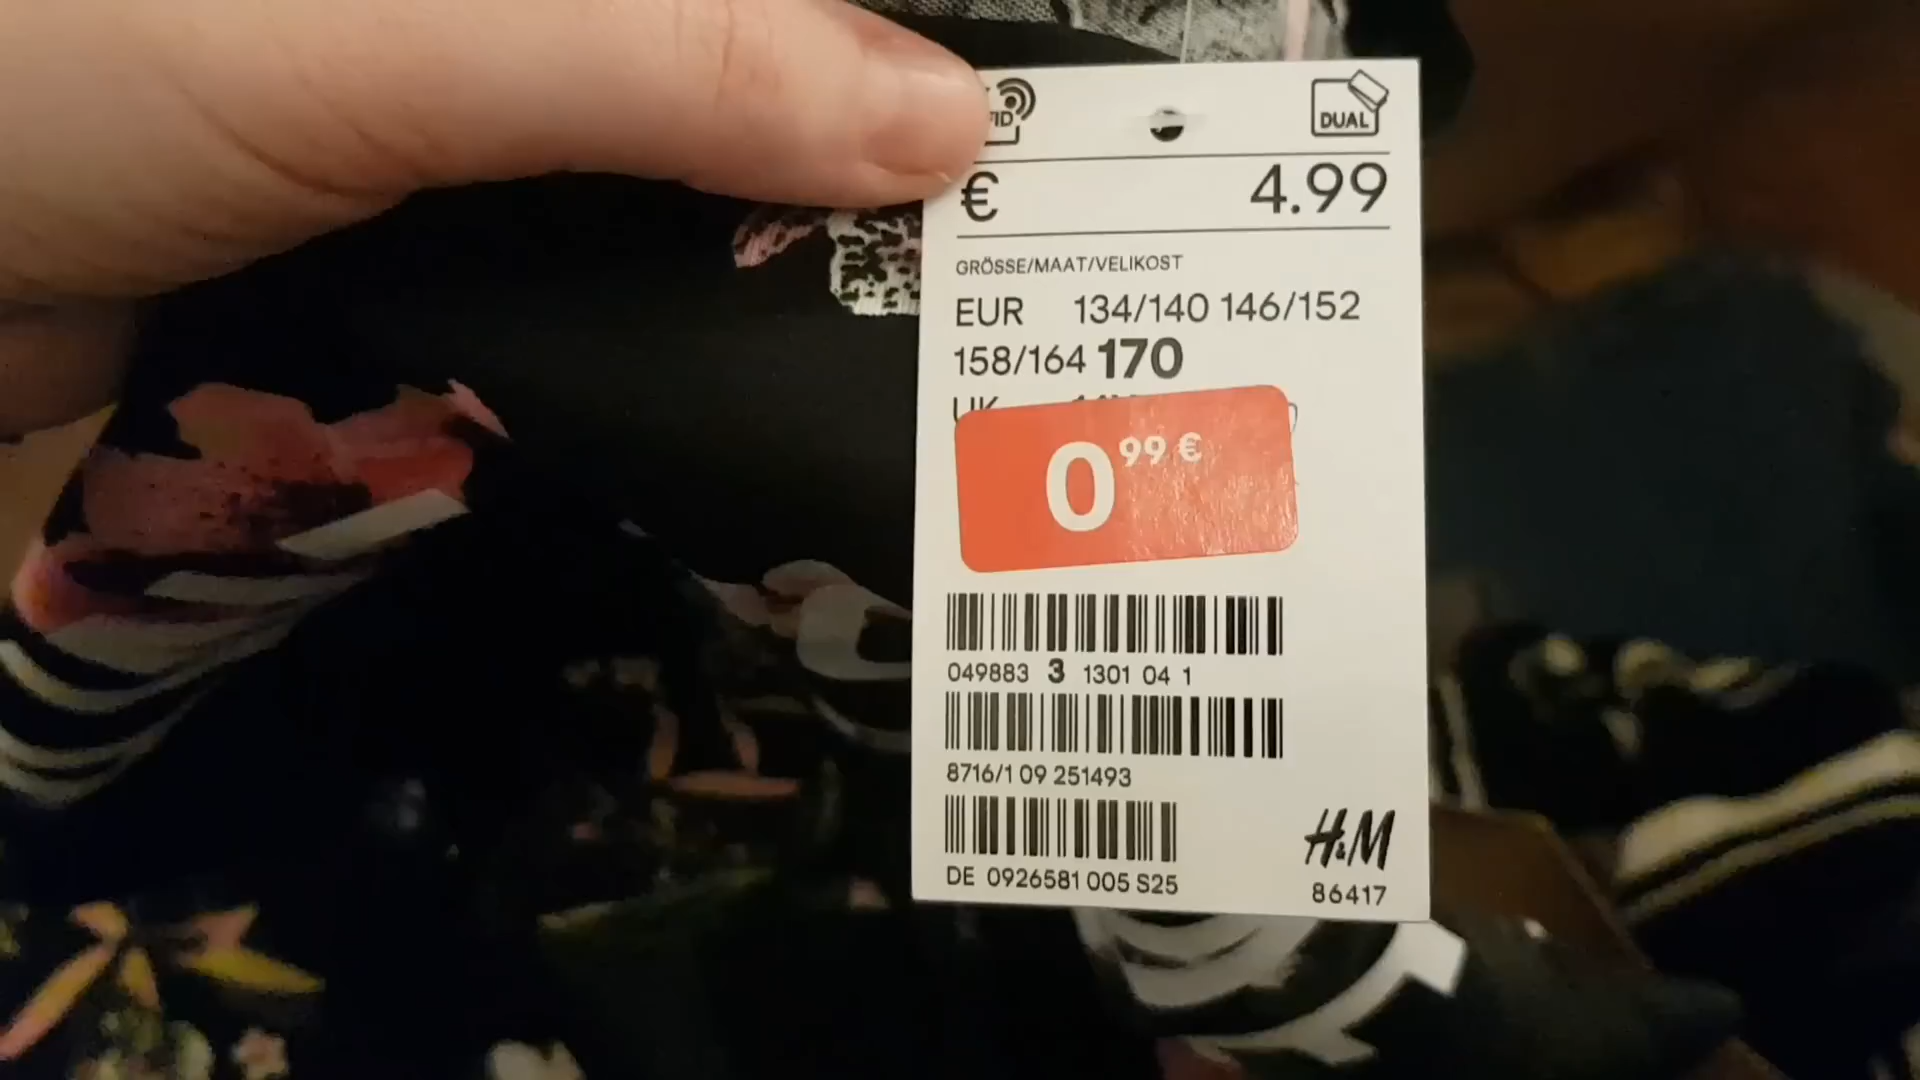 DUAL
€ 4.99
GRÖSSE/MAAT/VELIKOST
EUR 134/140 146/152
158/164 170
UK
0 99 €
049883 3 1301 04 1
8716/1 09 251493
DE 0926581 005 S25
H&M
86417